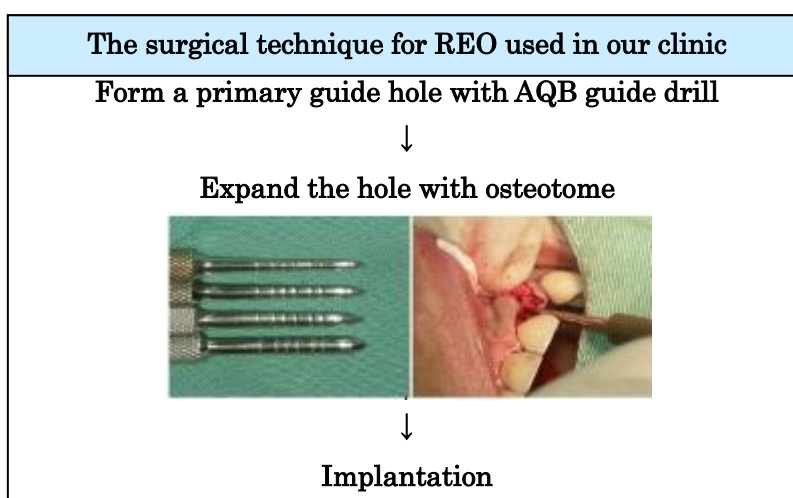 The surgical technique for REO used in our clinic
Form a primary guide hole with AQB guide drill
↓
Expand the hole with osteotome
↓
Implantation